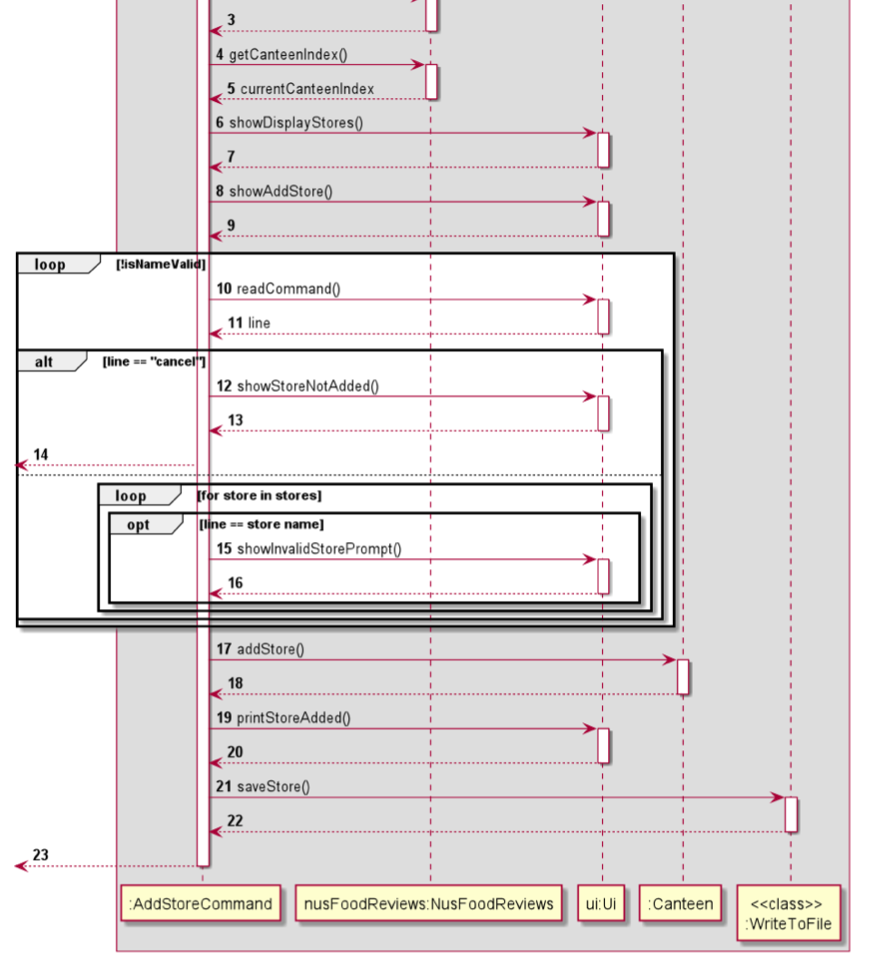 3
4 getCanteenIndex()
5 currentCanteenIndex
6 showDisplayStores()
7
8 showAddStore()
9
loop [!isNameValid]
10 readCommand()
11 line
alt [line == "cancel"]
12 showStoreNotAdded()
13
14
loop [for store in stores]
opt [line == store name]
15 showInvalidStorePrompt()
16
17 addStore()
18
19 printStoreAdded()
20
21 saveStore()
22
23
:AddStoreCommand nusFoodReviews:NusFoodReviews ui:Ui :Canteen <<class>>
:WriteToFile